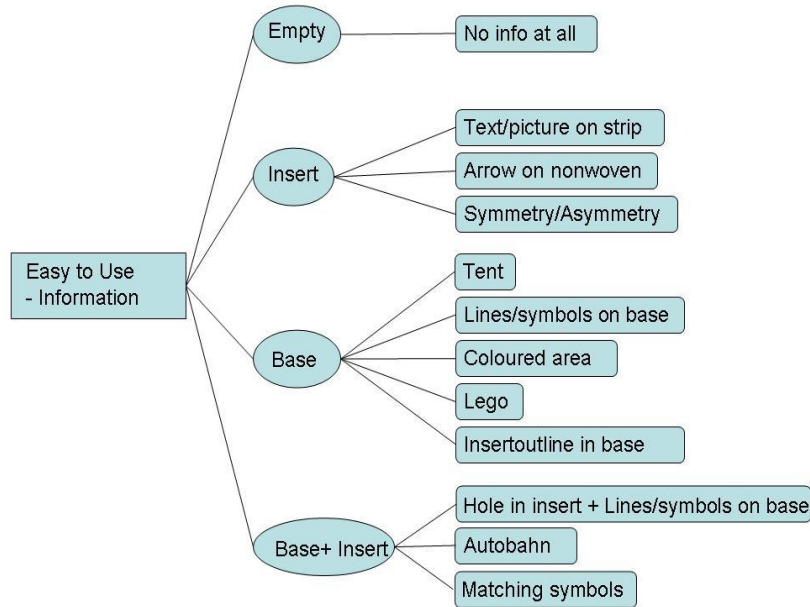 Empty
No info at all
Insert
Text/picture on strip
Arrow on nonwoven
Symmetry/Asymmetry
Easy to Use
- Information
Base
Tent
Lines/symbols on base
Coloured area
Lego
Insertoutline in base
Base+ Insert
Hole in insert + Lines/symbols on base
Autobahn
Matching symbols